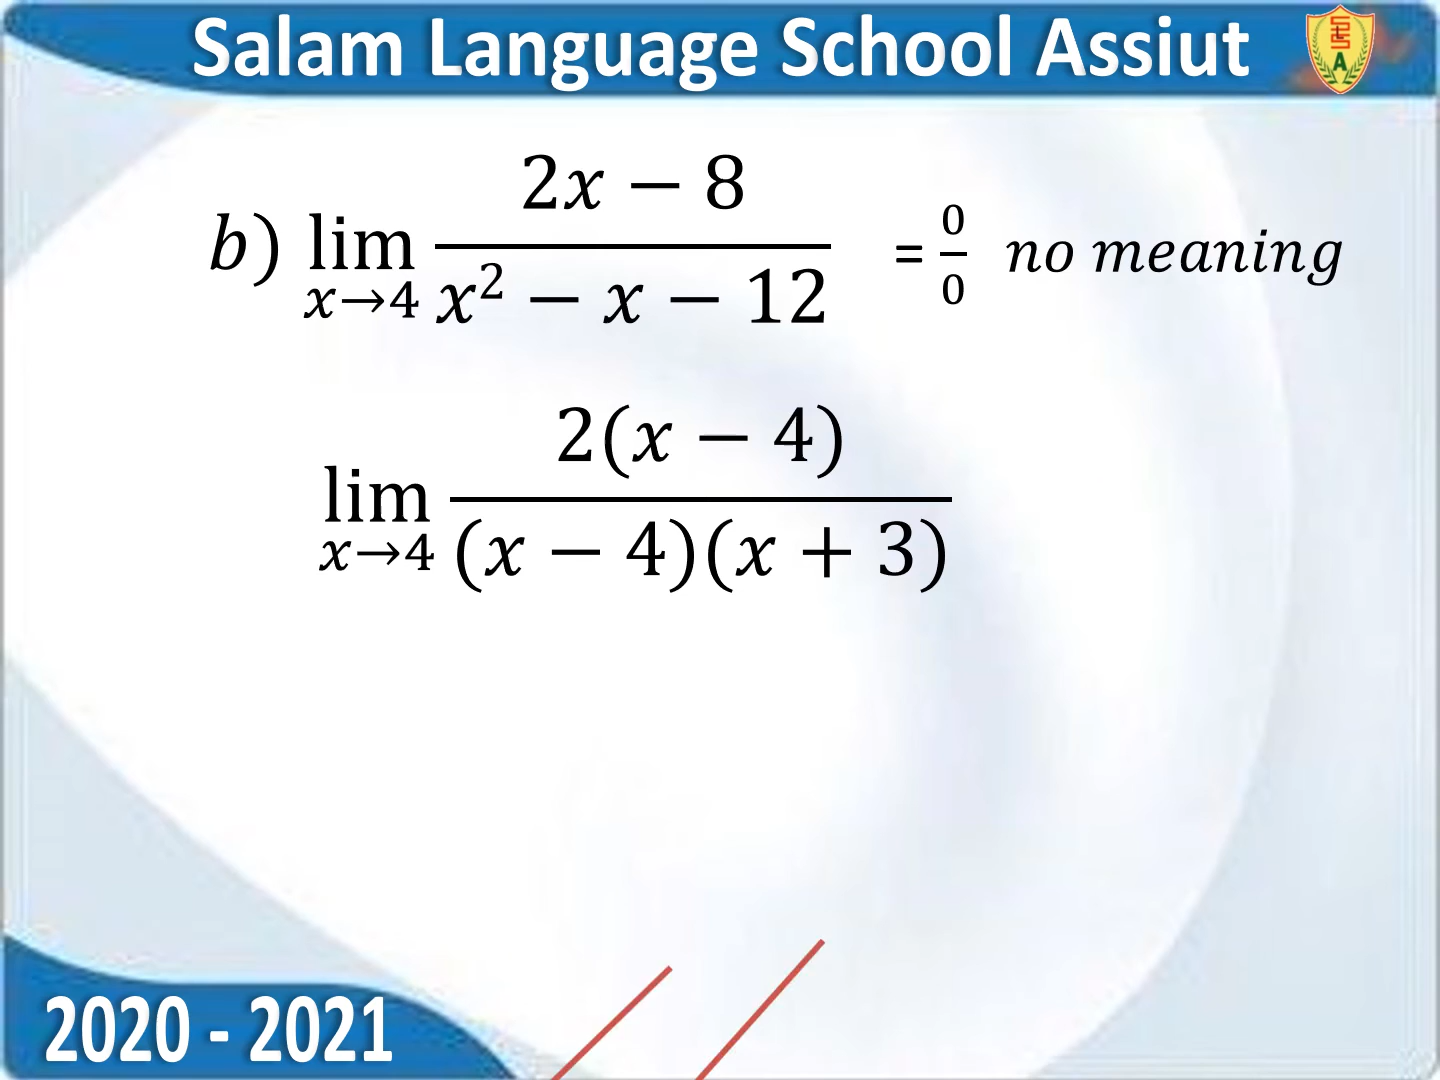 Salam Language School Assiut
b) lim x→4 (2x − 8)/(x² − x − 12) = 0/0 no meaning
lim x→4 2(x − 4)/((x − 4)(x + 3))
2020 - 2021